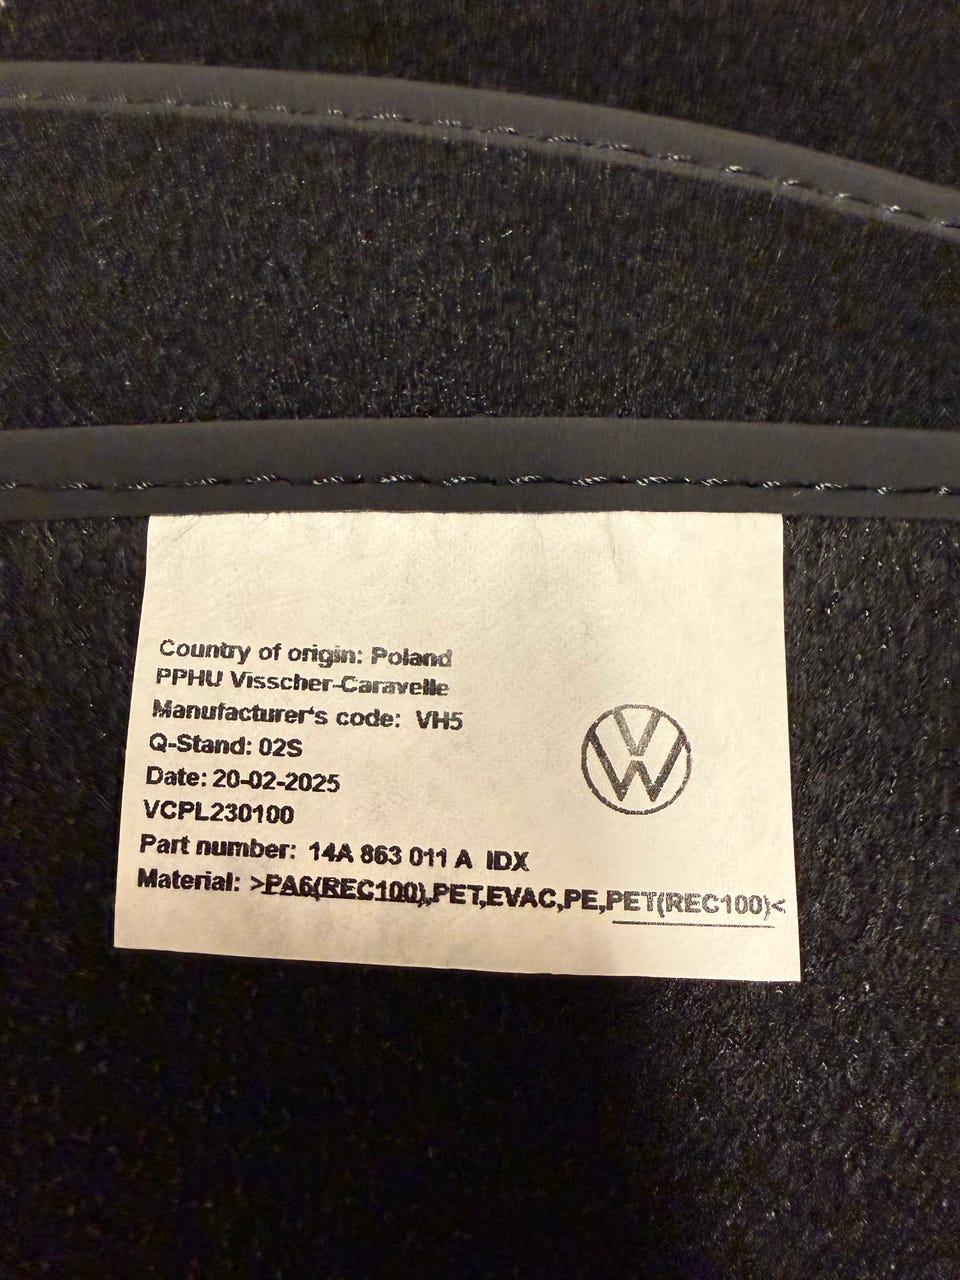 Country of origin: Poland
PPHU Visscher-Caravelle
Manufacturer's code: VH5
Q-Stand: 02S
Date: 20-02-2025
VCPL230100
Part number: 14A 863 011 A IDX
Material: >PA6(REC100),PET,EVAC,PE,PET(REC100)<